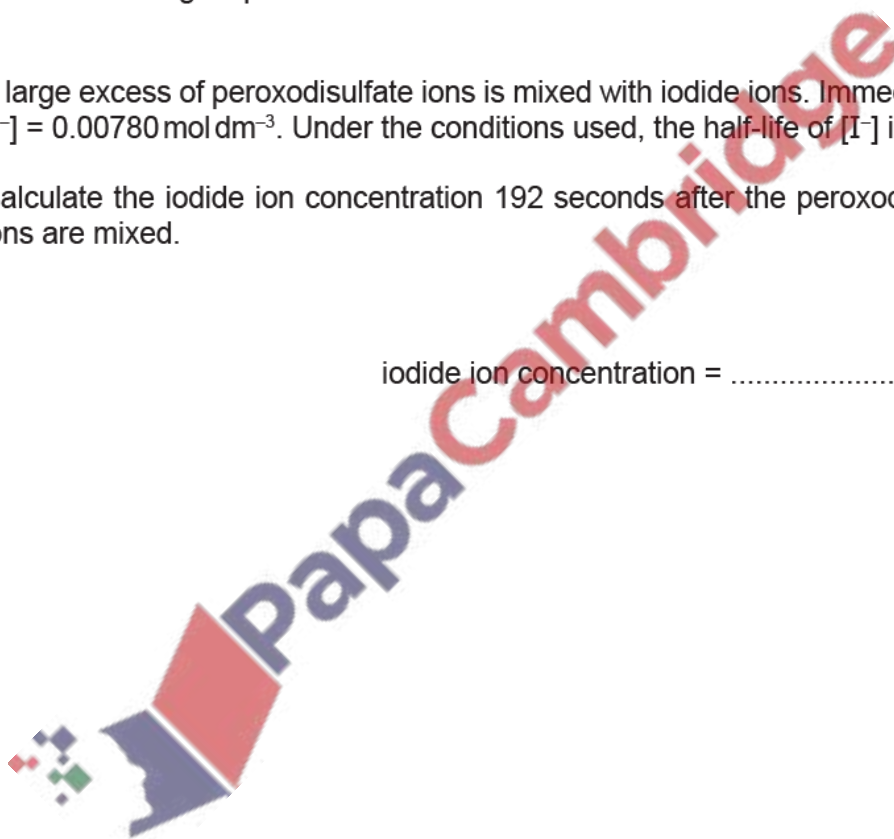 large excess of peroxodisulfate ions is mixed with iodide ions. Imme
⁻] = 0.00780 mol dm⁻³. Under the conditions used, the half-life of [I⁻] i
alculate the iodide ion concentration 192 seconds after the peroxo
ons are mixed.
iodide ion concentration = ....................
PapaCambridge